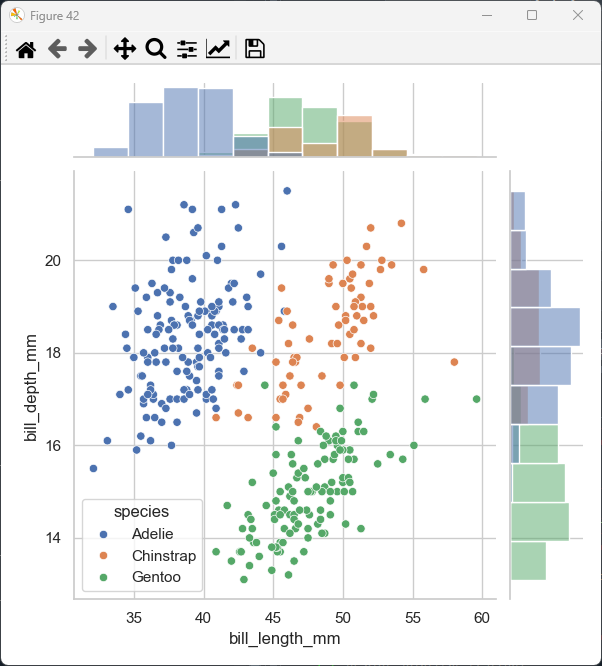 Figure 42
20
18
16
14
bill_depth_mm
species
Adelie
Chinstrap
Gentoo
35 40 45 50 55 60
bill_length_mm